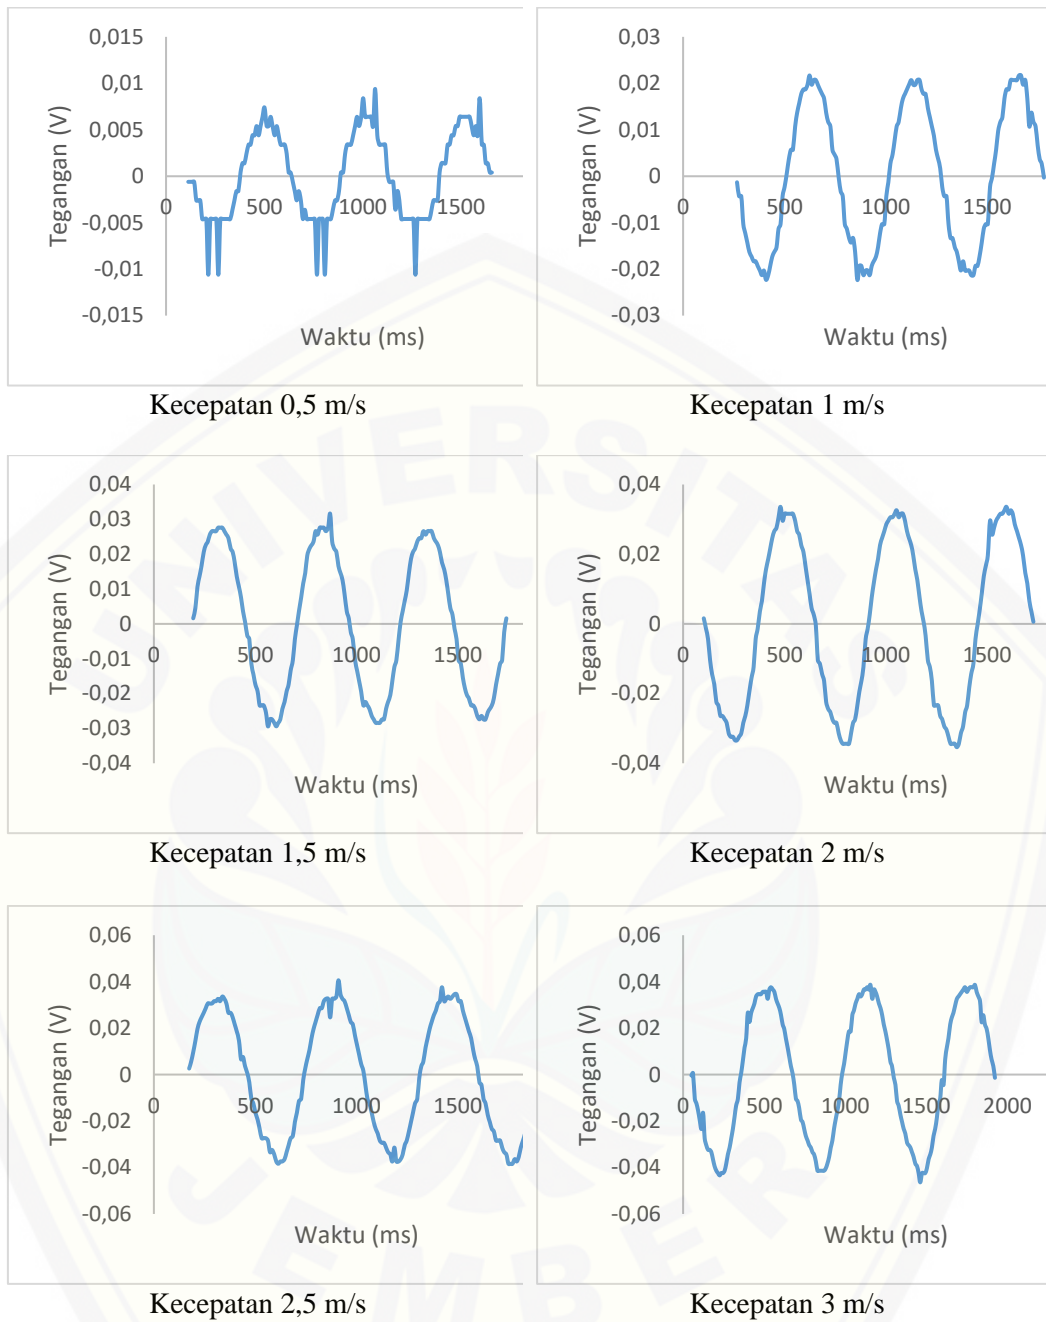 0,015
0,01
0,005
0
-0,005
-0,01
-0,015
0 500 1000 1500
Tegangan (V)
Waktu (ms)
Kecepatan 0,5 m/s
0,03
0,02
0,01
0
-0,01
-0,02
-0,03
0 500 1000 1500
Tegangan (V)
Waktu (ms)
Kecepatan 1 m/s
0,04
0,03
0,02
0,01
0
-0,01
-0,02
-0,03
-0,04
0 500 1000 1500
Tegangan (V)
Waktu (ms)
Kecepatan 1,5 m/s
0,04
0,02
0
-0,02
-0,04
0 500 1000 1500
Tegangan (V)
Waktu (ms)
Kecepatan 2 m/s
0,06
0,04
0,02
0
-0,02
-0,04
-0,06
0 500 1000 1500
Tegangan (V)
Waktu (ms)
Kecepatan 2,5 m/s
0,06
0,04
0,02
0
-0,02
-0,04
-0,06
0 500 1000 1500 2000
Tegangan (V)
Waktu (ms)
Kecepatan 3 m/s
UNIVERSITAS
JEMBER